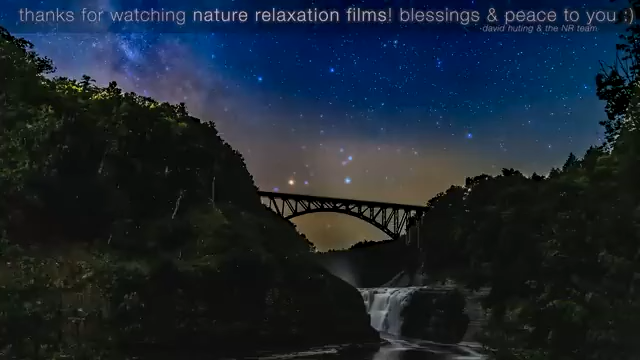 thanks for watching nature relaxation films! blessings & peace to you :)
-david huting & the NR team